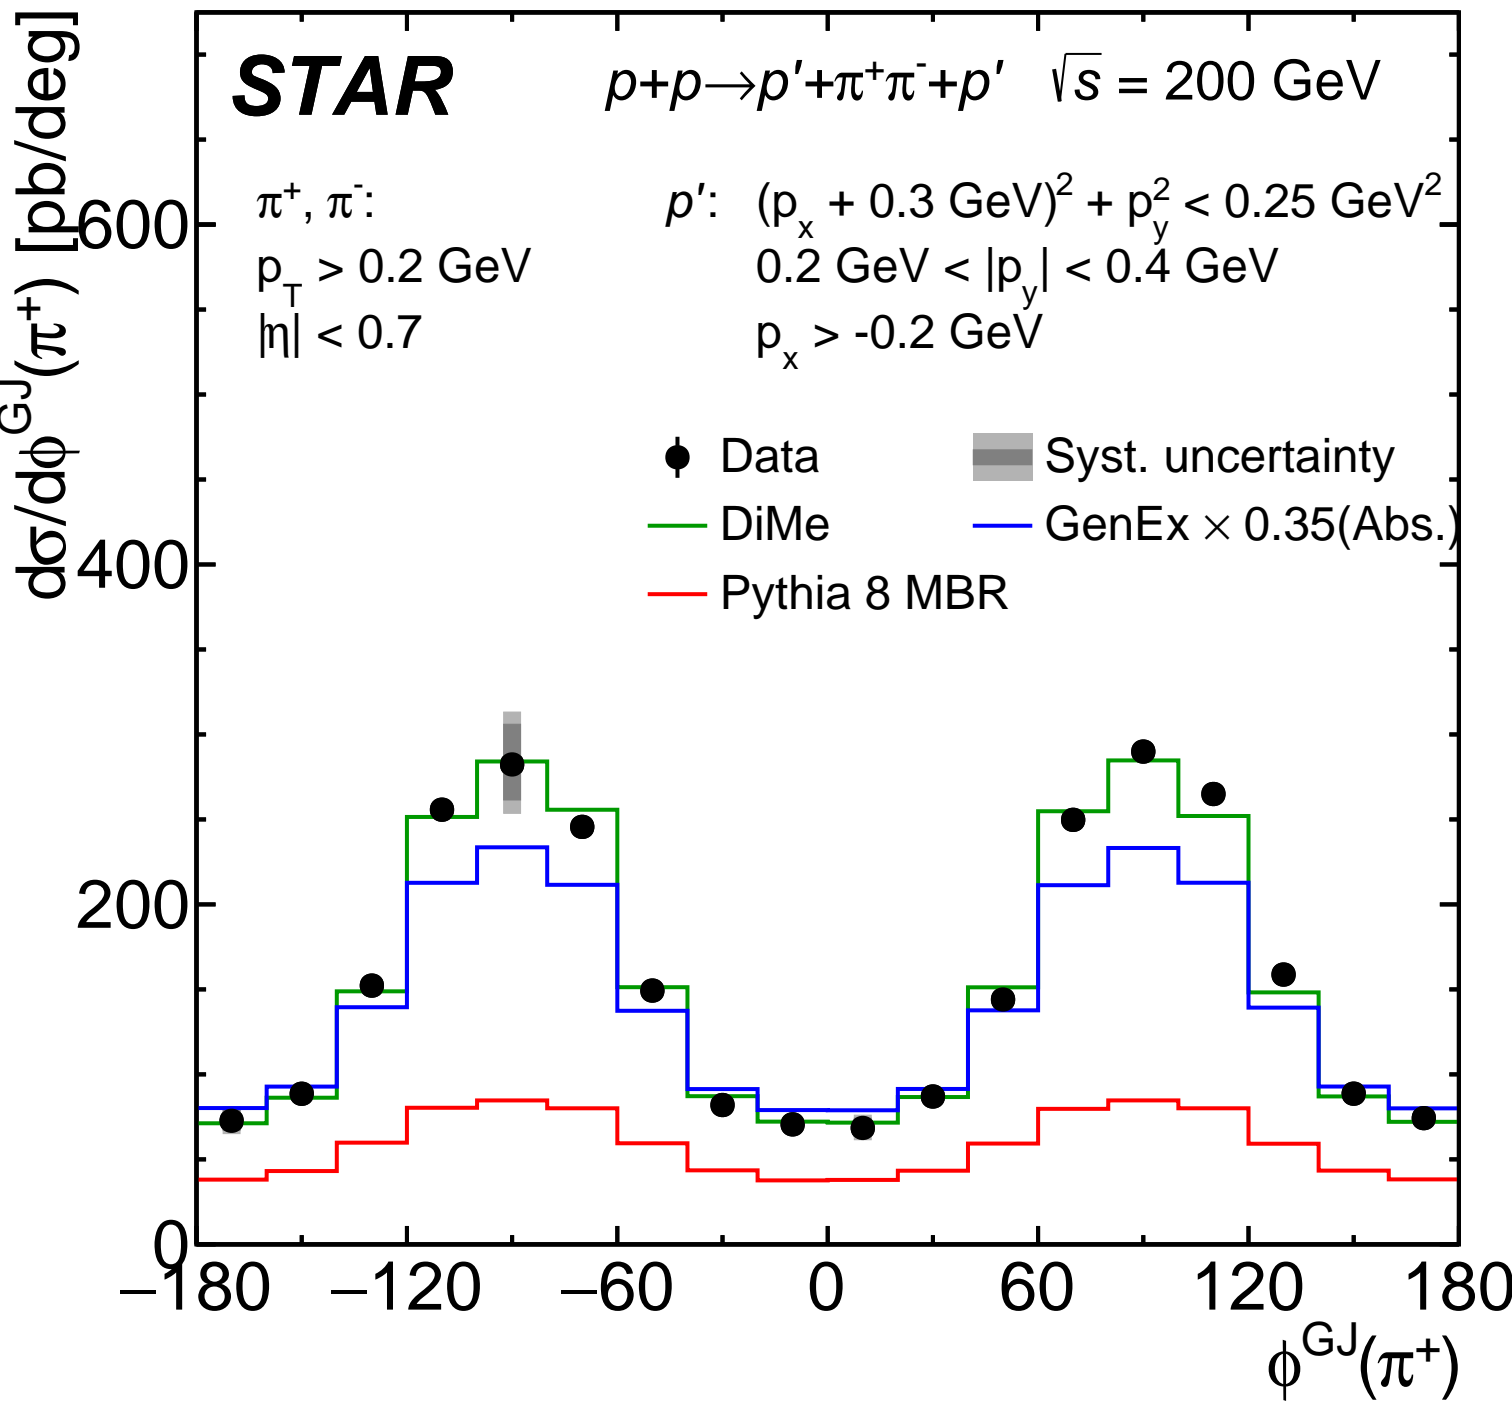 STAR p+p→p′+π⁺π⁻+p′ √s = 200 GeV
π⁺, π⁻: p′: (pₓ + 0.3 GeV)² + p_y² < 0.25 GeV²
p_T > 0.2 GeV 0.2 GeV < |p_y| < 0.4 GeV
|η| < 0.7 pₓ > -0.2 GeV
Data Syst. uncertainty
DiMe GenEx × 0.35(Abs.)
Pythia 8 MBR
dσ/dϕ^GJ(π⁺) [pb/deg]
600
400
200
0
−180 −120 −60 0 60 120 180
ϕ^GJ(π⁺)